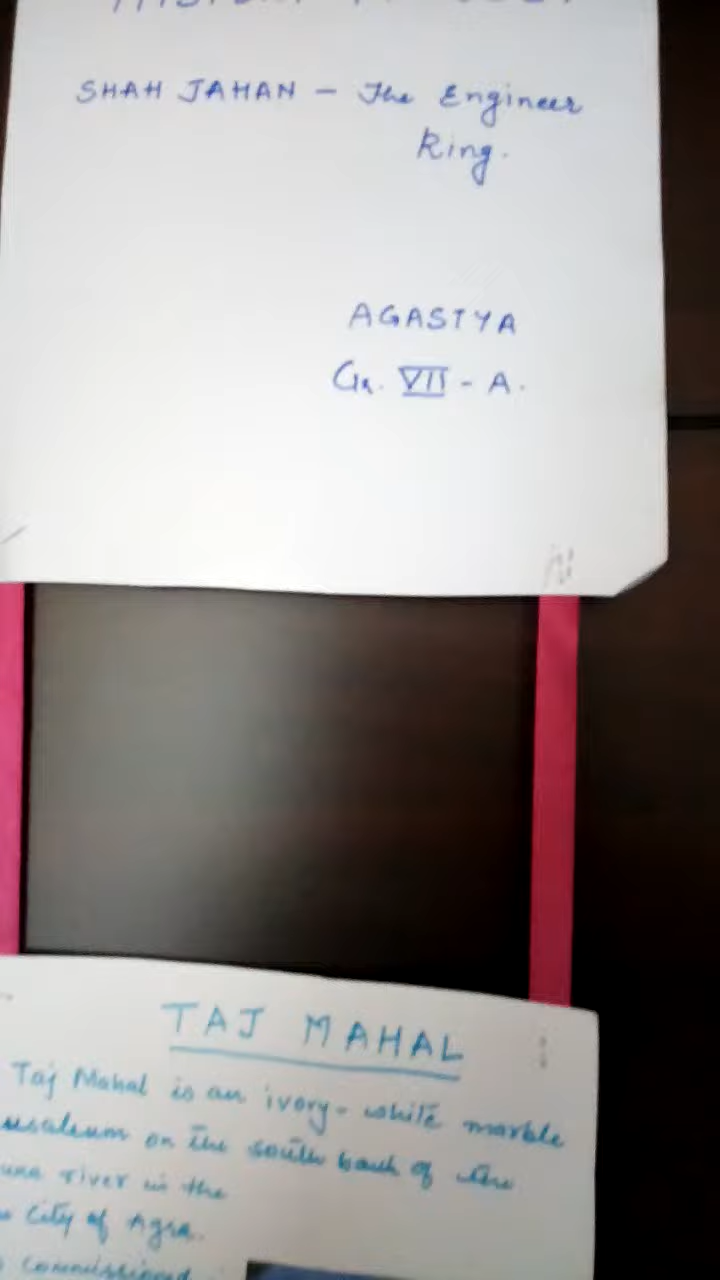 SHAH JAHAN - The Engineer
King.
AGASTYA
Gr. VII - A.
TAJ MAHAL
Taj Mahal is an ivory-white marble
on the south bank of the
river in the
City of Agra.
commissioned